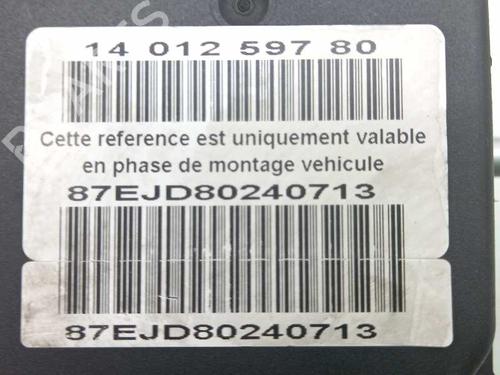 14 012 597 80
Cette reference est uniquement valable
en phase de montage vehicule
87EJD80240713
87EJD80240713